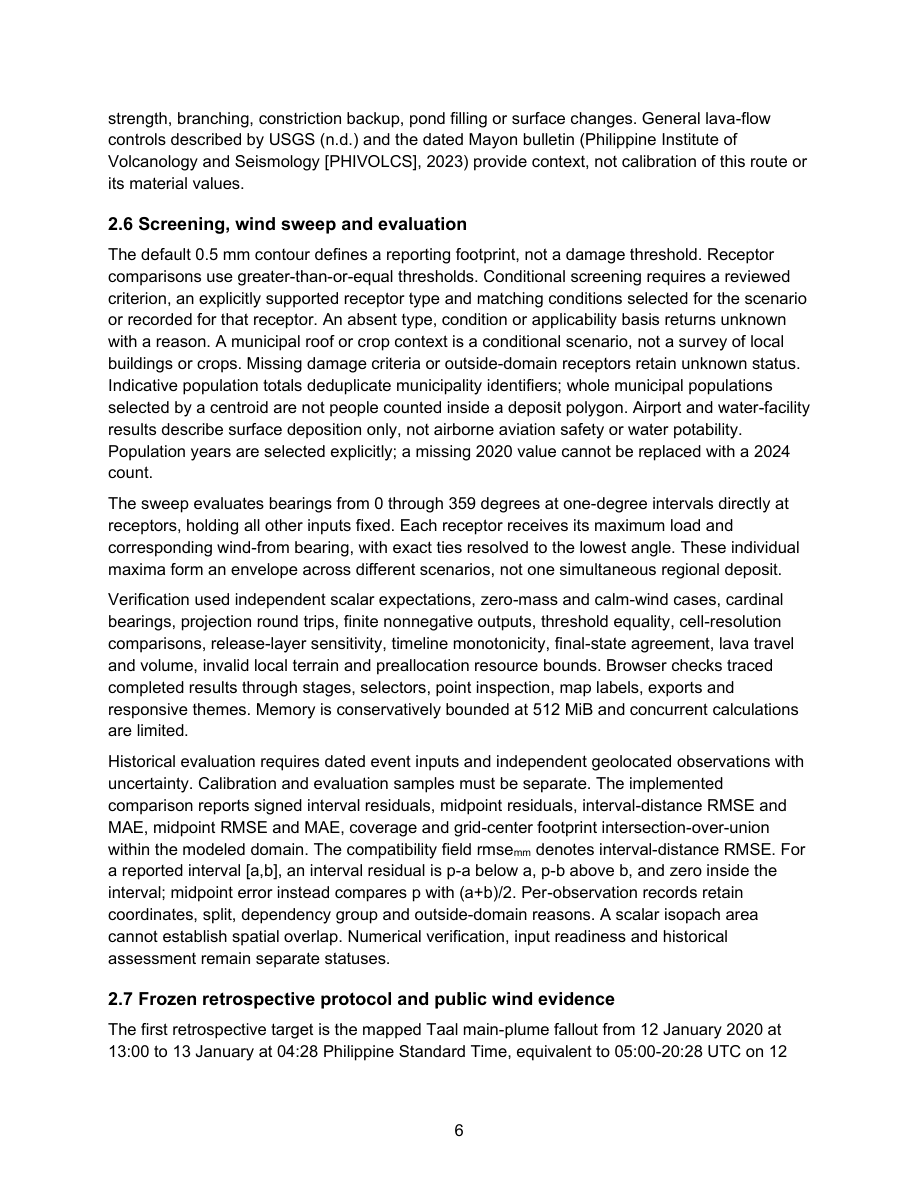 strength, branching, constriction backup, pond filling or surface changes. General lava-flow
controls described by USGS (n.d.) and the dated Mayon bulletin (Philippine Institute of
Volcanology and Seismology [PHIVOLCS], 2023) provide context, not calibration of this route or
its material values.
2.6 Screening, wind sweep and evaluation
The default 0.5 mm contour defines a reporting footprint, not a damage threshold. Receptor
comparisons use greater-than-or-equal thresholds. Conditional screening requires a reviewed
criterion, an explicitly supported receptor type and matching conditions selected for the scenario
or recorded for that receptor. An absent type, condition or applicability basis returns unknown
with a reason. A municipal roof or crop context is a conditional scenario, not a survey of local
buildings or crops. Missing damage criteria or outside-domain receptors retain unknown status.
Indicative population totals deduplicate municipality identifiers; whole municipal populations
selected by a centroid are not people counted inside a deposit polygon. Airport and water-facility
results describe surface deposition only, not airborne aviation safety or water potability.
Population years are selected explicitly; a missing 2020 value cannot be replaced with a 2024
count.
The sweep evaluates bearings from 0 through 359 degrees at one-degree intervals directly at
receptors, holding all other inputs fixed. Each receptor receives its maximum load and
corresponding wind-from bearing, with exact ties resolved to the lowest angle. These individual
maxima form an envelope across different scenarios, not one simultaneous regional deposit.
Verification used independent scalar expectations, zero-mass and calm-wind cases, cardinal
bearings, projection round trips, finite nonnegative outputs, threshold equality, cell-resolution
comparisons, release-layer sensitivity, timeline monotonicity, final-state agreement, lava travel
and volume, invalid local terrain and preallocation resource bounds. Browser checks traced
completed results through stages, selectors, point inspection, map labels, exports and
responsive themes. Memory is conservatively bounded at 512 MiB and concurrent calculations
are limited.
Historical evaluation requires dated event inputs and independent geolocated observations with
uncertainty. Calibration and evaluation samples must be separate. The implemented
comparison reports signed interval residuals, midpoint residuals, interval-distance RMSE and
MAE, midpoint RMSE and MAE, coverage and grid-center footprint intersection-over-union
within the modeled domain. The compatibility field rmsemm denotes interval-distance RMSE. For
a reported interval [a,b], an interval residual is p-a below a, p-b above b, and zero inside the
interval; midpoint error instead compares p with (a+b)/2. Per-observation records retain
coordinates, split, dependency group and outside-domain reasons. A scalar isopach area
cannot establish spatial overlap. Numerical verification, input readiness and historical
assessment remain separate statuses.
2.7 Frozen retrospective protocol and public wind evidence
The first retrospective target is the mapped Taal main-plume fallout from 12 January 2020 at
13:00 to 13 January at 04:28 Philippine Standard Time, equivalent to 05:00-20:28 UTC on 12
6